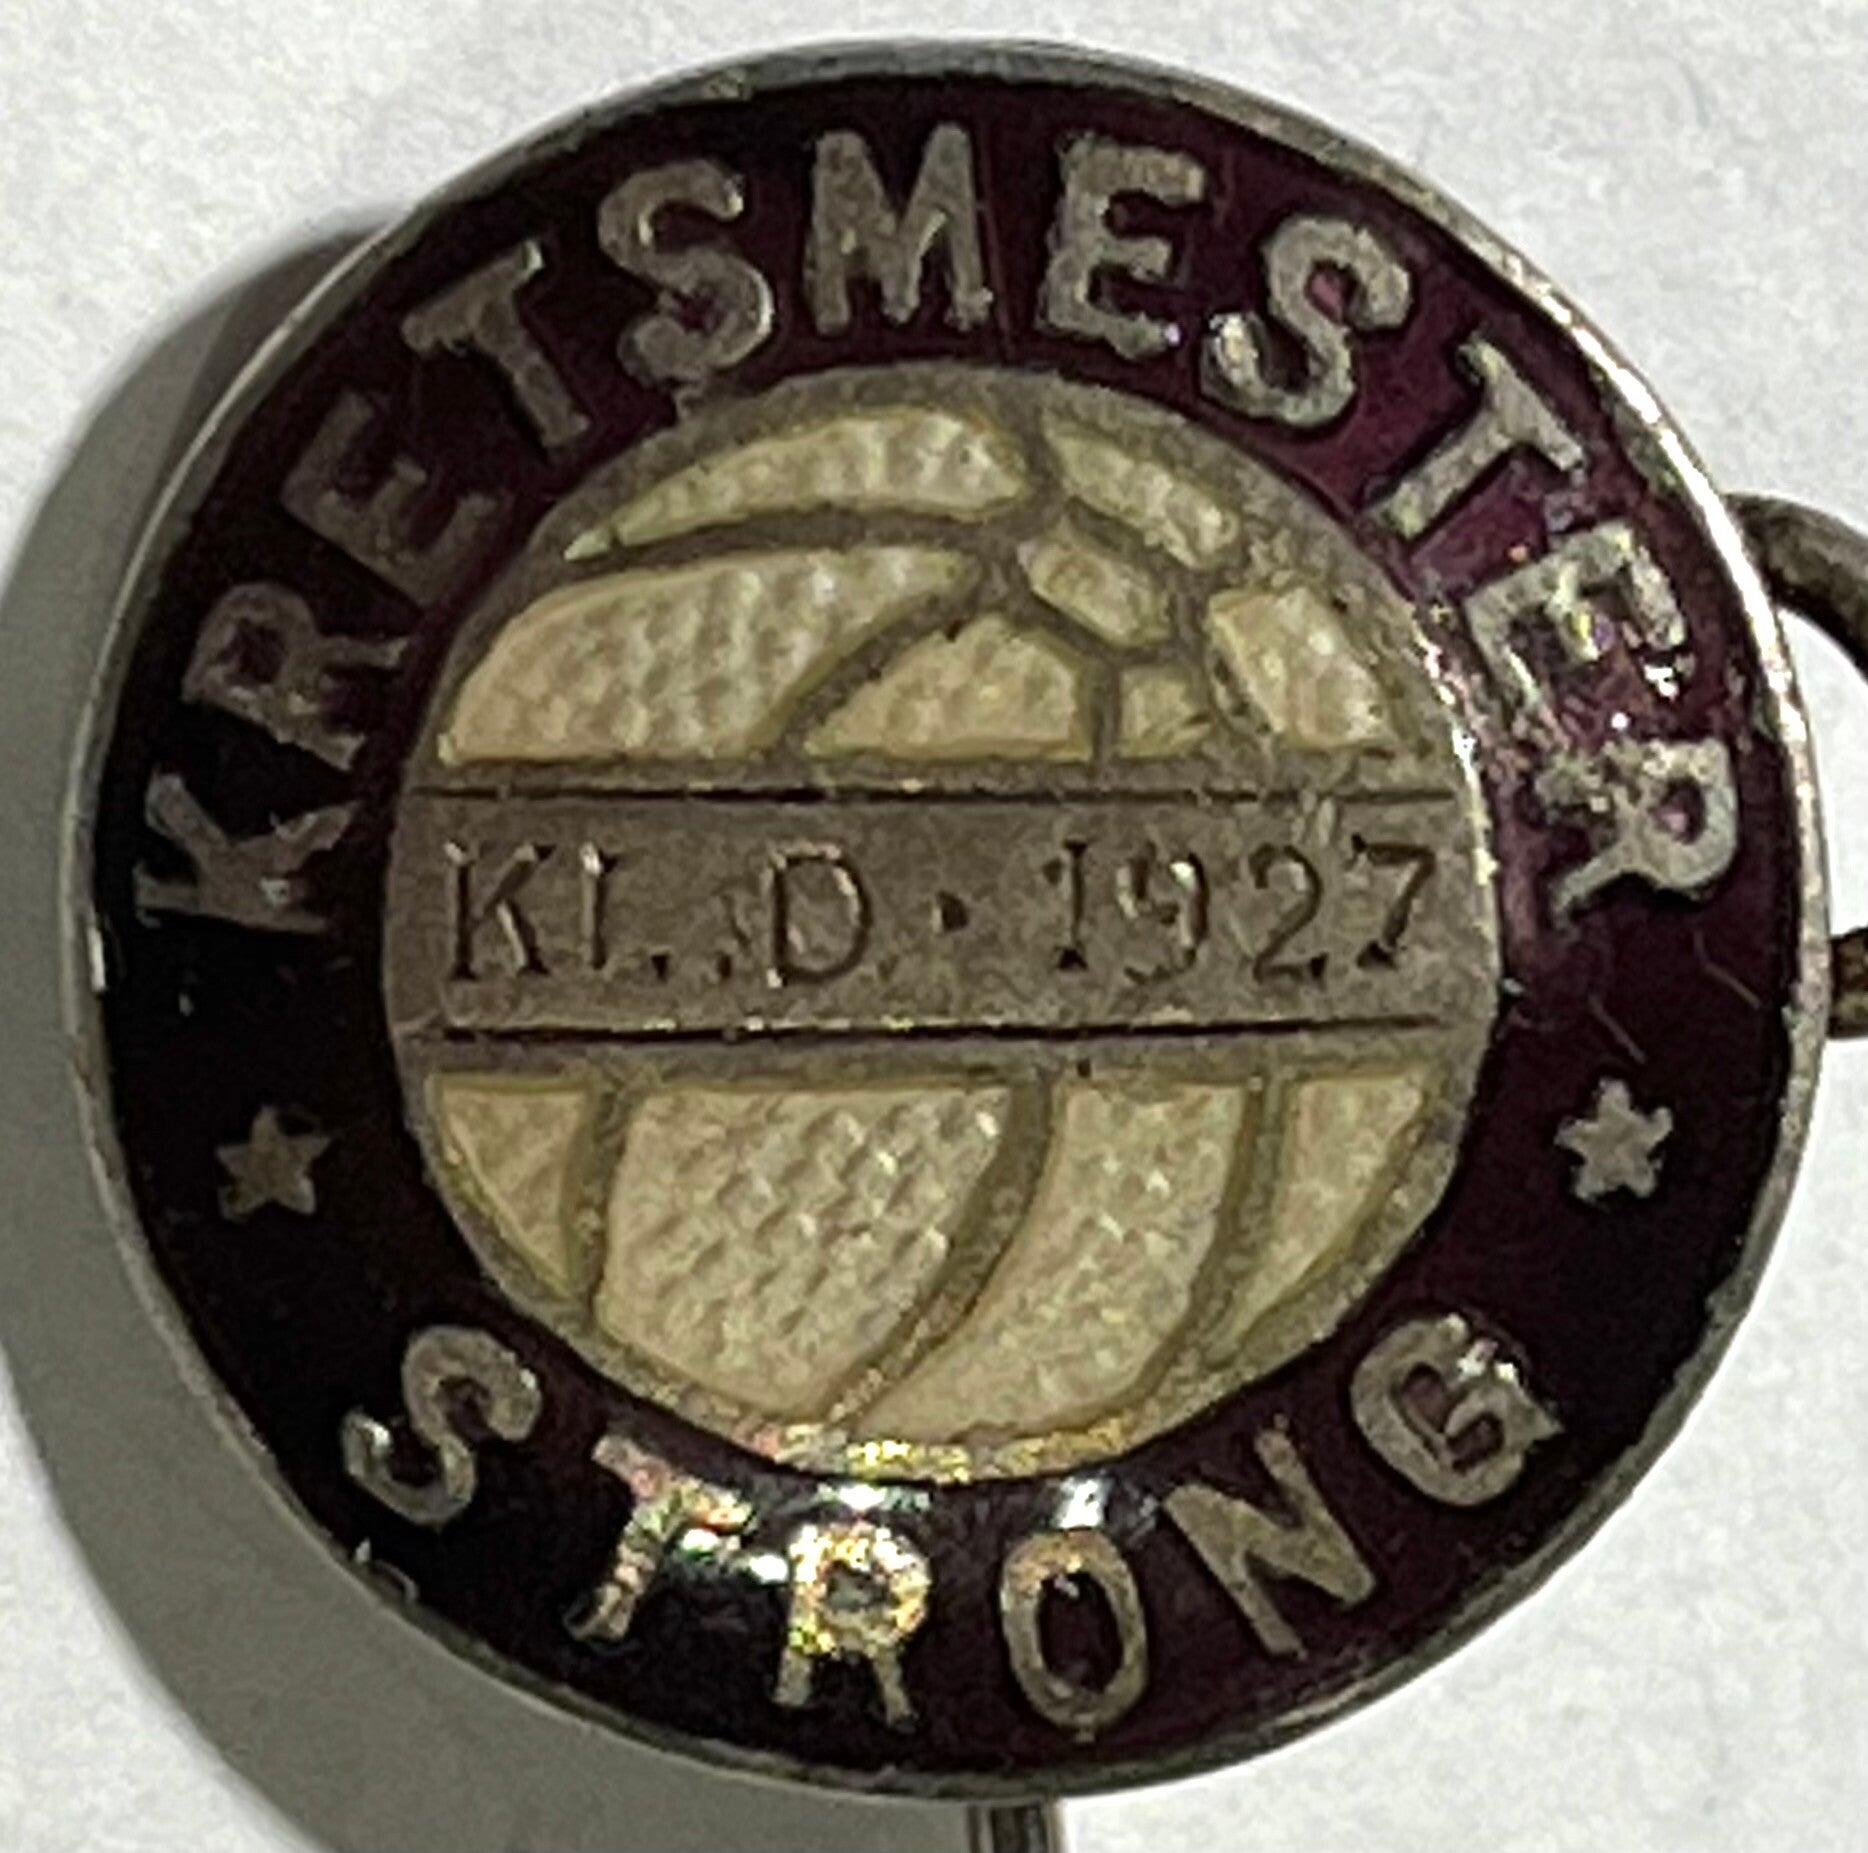 KRETSMESTER
KL. D. · 1927
STRONG